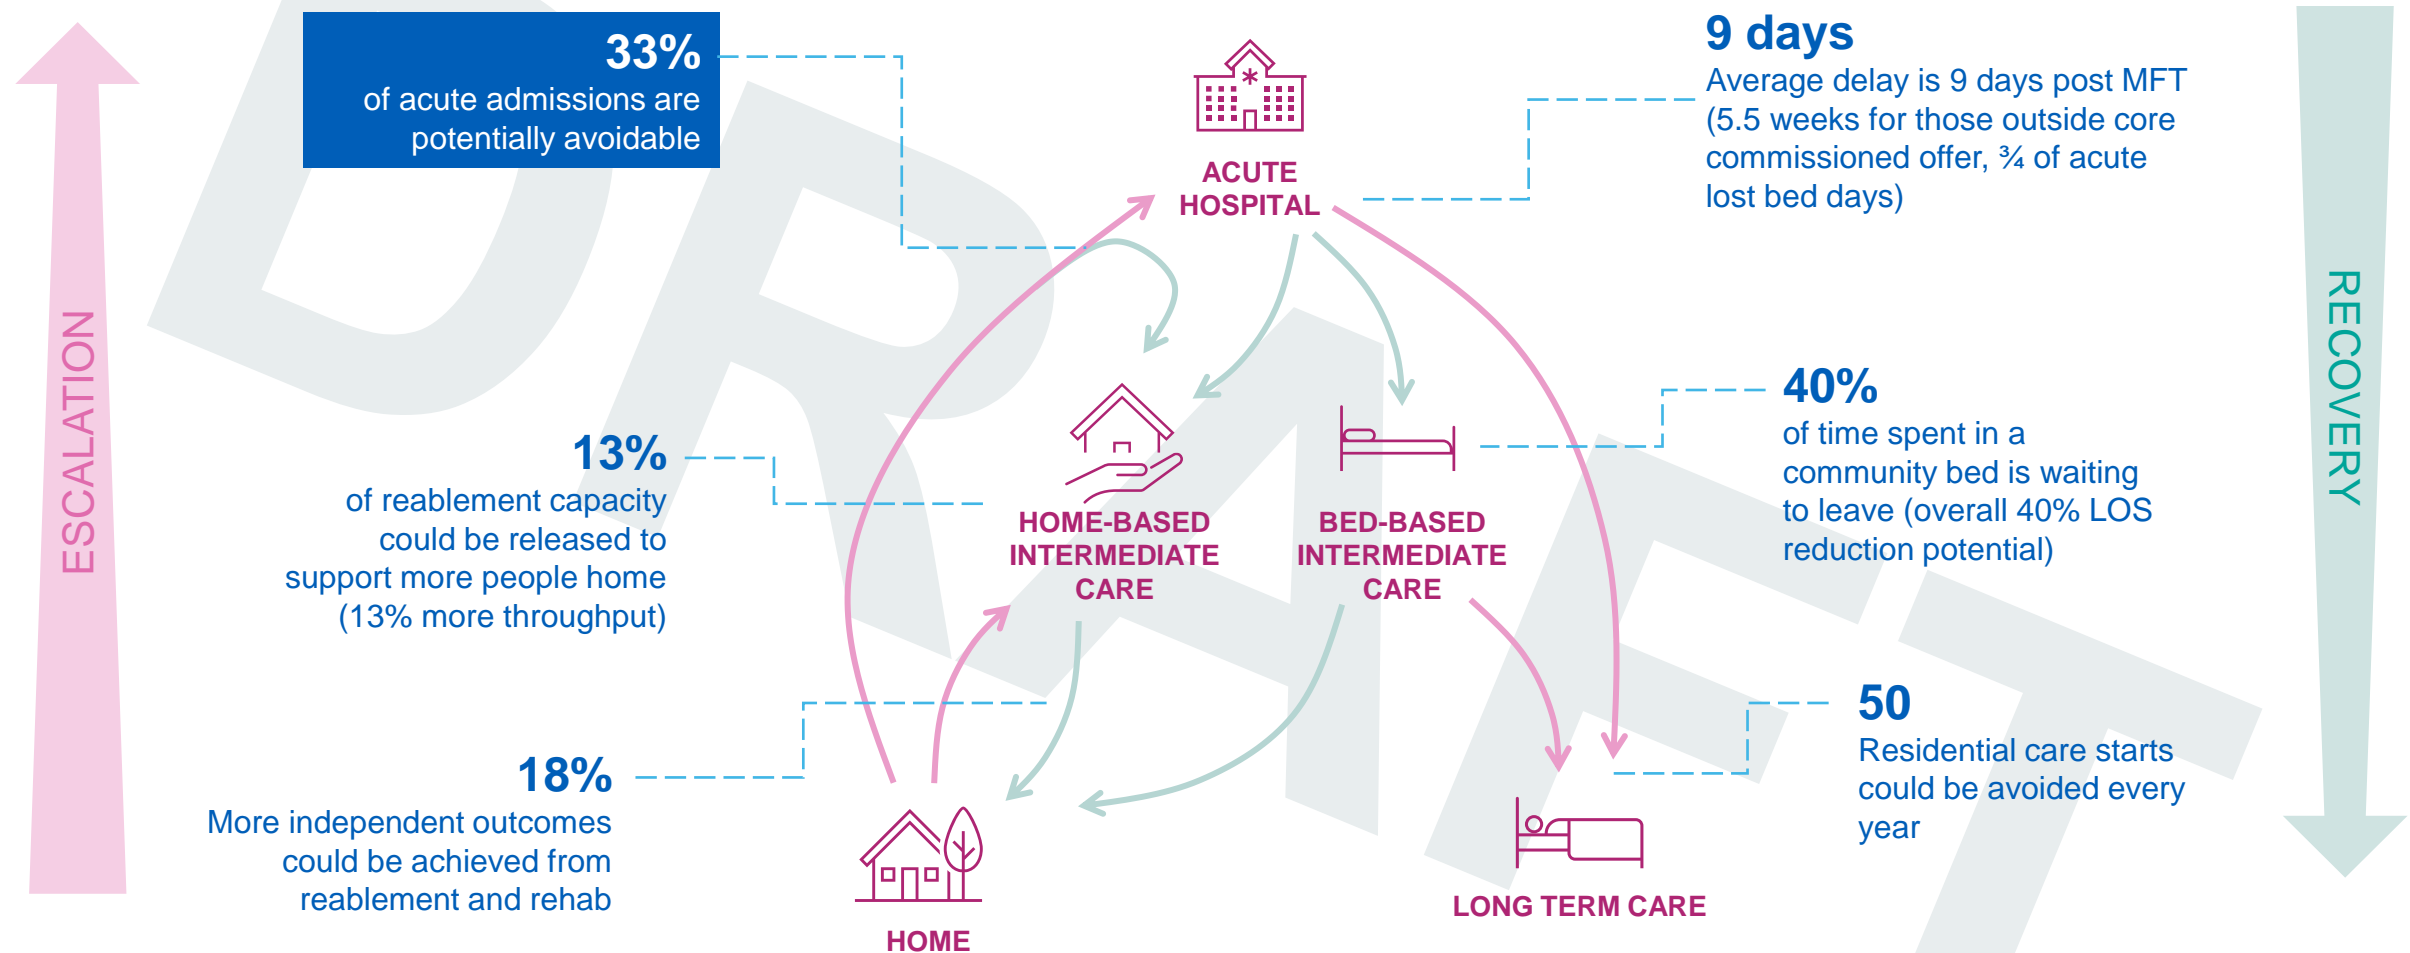 33%
of acute admissions are
potentially avoidable
9 days
Average delay is 9 days post MFT
(5.5 weeks for those outside core
commissioned offer, ¾ of acute
lost bed days)
ACUTE
HOSPITAL
ESCALATION
RECOVERY
40%
of time spent in a
community bed is waiting
to leave (overall 40% LOS
reduction potential)
13%
of reablement capacity
could be released to
support more people home
(13% more throughput)
HOME-BASED
INTERMEDIATE
CARE
BED-BASED
INTERMEDIATE
CARE
50
Residential care starts
could be avoided every
year
18%
More independent outcomes
could be achieved from
reablement and rehab
LONG TERM CARE
HOME
DRAFT